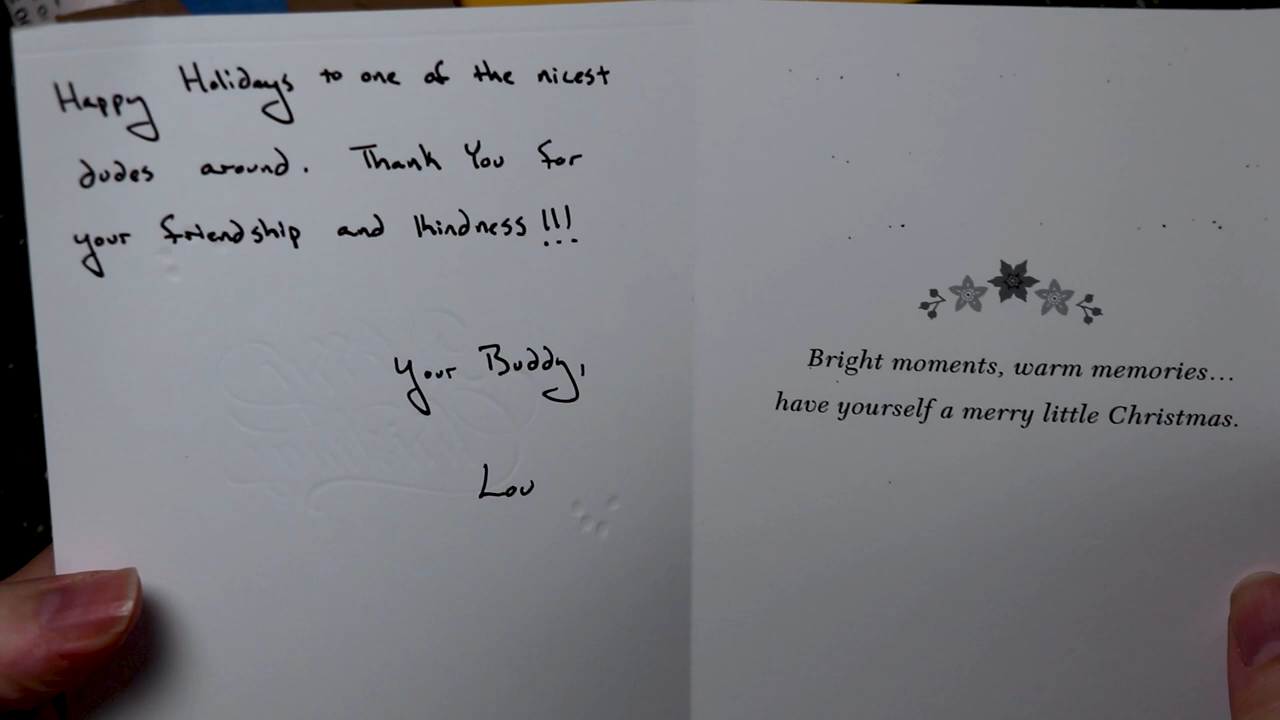 Happy Holidays to one of the nicest
dudes around. Thank You for
your friendship and kindness!!!
Your Buddy,
Lou
Bright moments, warm memories...
have yourself a merry little Christmas.